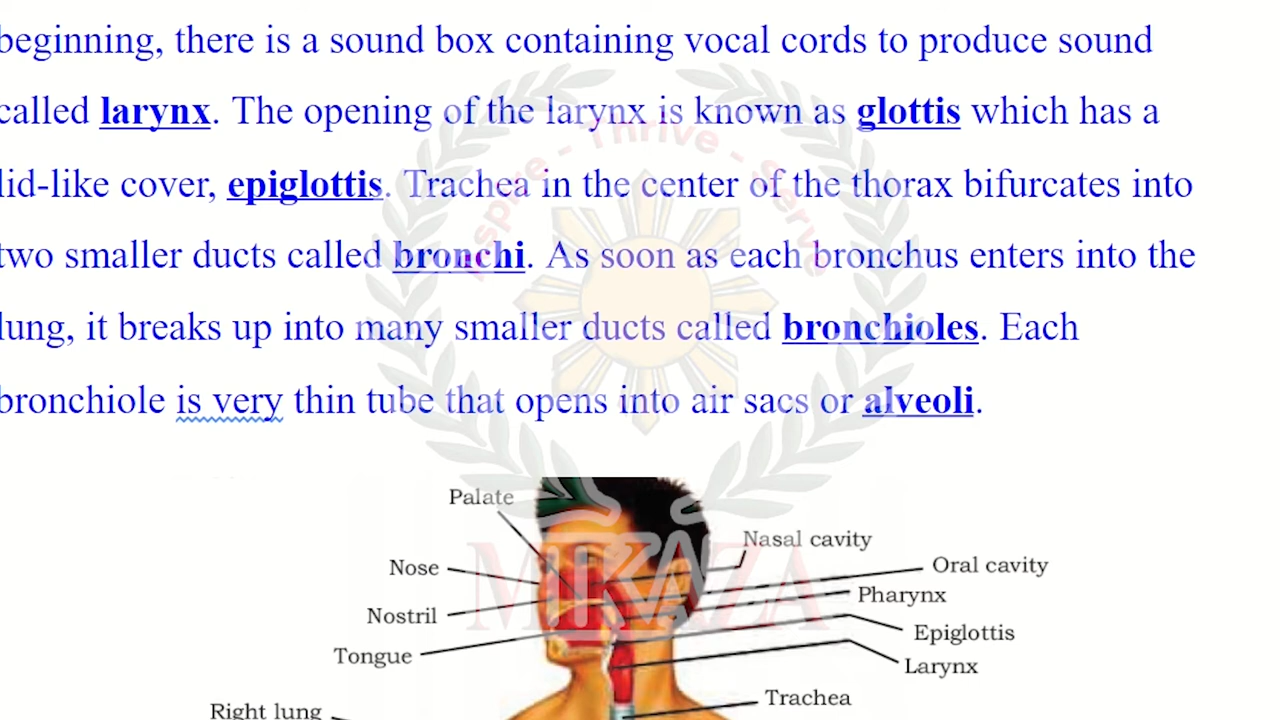 beginning, there is a sound box containing vocal cords to produce sound
called larynx. The opening of the larynx is known as glottis which has a
lid-like cover, epiglottis. Trachea in the center of the thorax bifurcates into
two smaller ducts called bronchi. As soon as each bronchus enters into the
lung, it breaks up into many smaller ducts called bronchioles. Each
bronchiole is very thin tube that opens into air sacs or alveoli.
Inspire - Thrive - Serve
Palate
Nasal cavity
Nose
Oral cavity
Pharynx
Nostril
Epiglottis
Tongue
Larynx
Trachea
Right lung